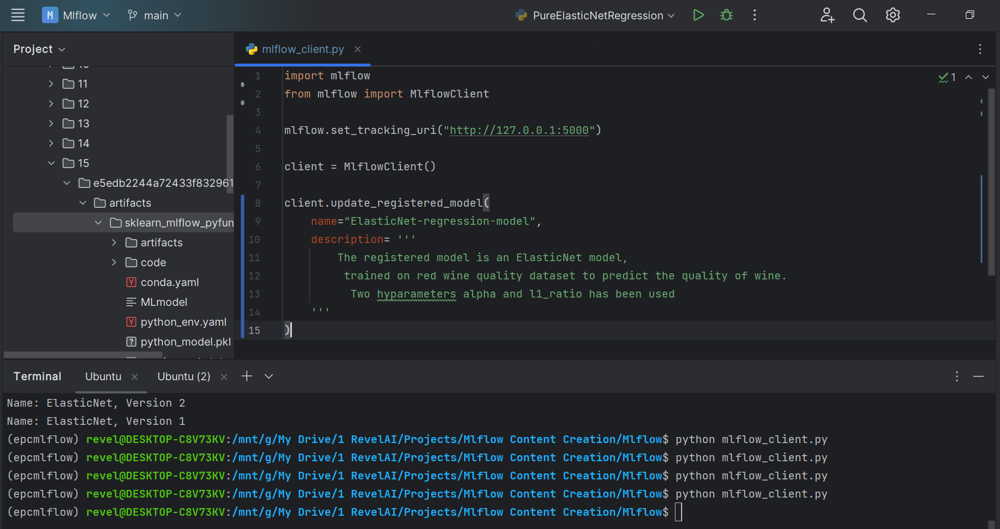 M Mlflow main PureElasticNetRegression
Project
mlflow_client.py
11
12
13
14
15
e5edb2244a72433f832961
artifacts
sklearn_mlflow_pyfun
artifacts
code
Y conda.yaml
MLmodel
Y python_env.yaml
? python_model.pkl
1
1 import mlflow
2 from mlflow import MlflowClient
3
4 mlflow.set_tracking_uri("http://127.0.0.1:5000")
5
6 client = MlflowClient()
7
8 client.update_registered_model(
9 name="ElasticNet-regression-model",
10 description= '''
11 The registered model is an ElasticNet model,
12 trained on red wine quality dataset to predict the quality of wine.
13 Two hyparameters alpha and l1_ratio has been used
14 '''
15 )
Terminal Ubuntu Ubuntu (2)
Name: ElasticNet, Version 2
Name: ElasticNet, Version 1
(epcmlflow) revel@DESKTOP-C8V73KV:/mnt/g/My Drive/1 RevelAI/Projects/Mlflow Content Creation/Mlflow$ python mlflow_client.py
(epcmlflow) revel@DESKTOP-C8V73KV:/mnt/g/My Drive/1 RevelAI/Projects/Mlflow Content Creation/Mlflow$ python mlflow_client.py
(epcmlflow) revel@DESKTOP-C8V73KV:/mnt/g/My Drive/1 RevelAI/Projects/Mlflow Content Creation/Mlflow$ python mlflow_client.py
(epcmlflow) revel@DESKTOP-C8V73KV:/mnt/g/My Drive/1 RevelAI/Projects/Mlflow Content Creation/Mlflow$ python mlflow_client.py
(epcmlflow) revel@DESKTOP-C8V73KV:/mnt/g/My Drive/1 RevelAI/Projects/Mlflow Content Creation/Mlflow$